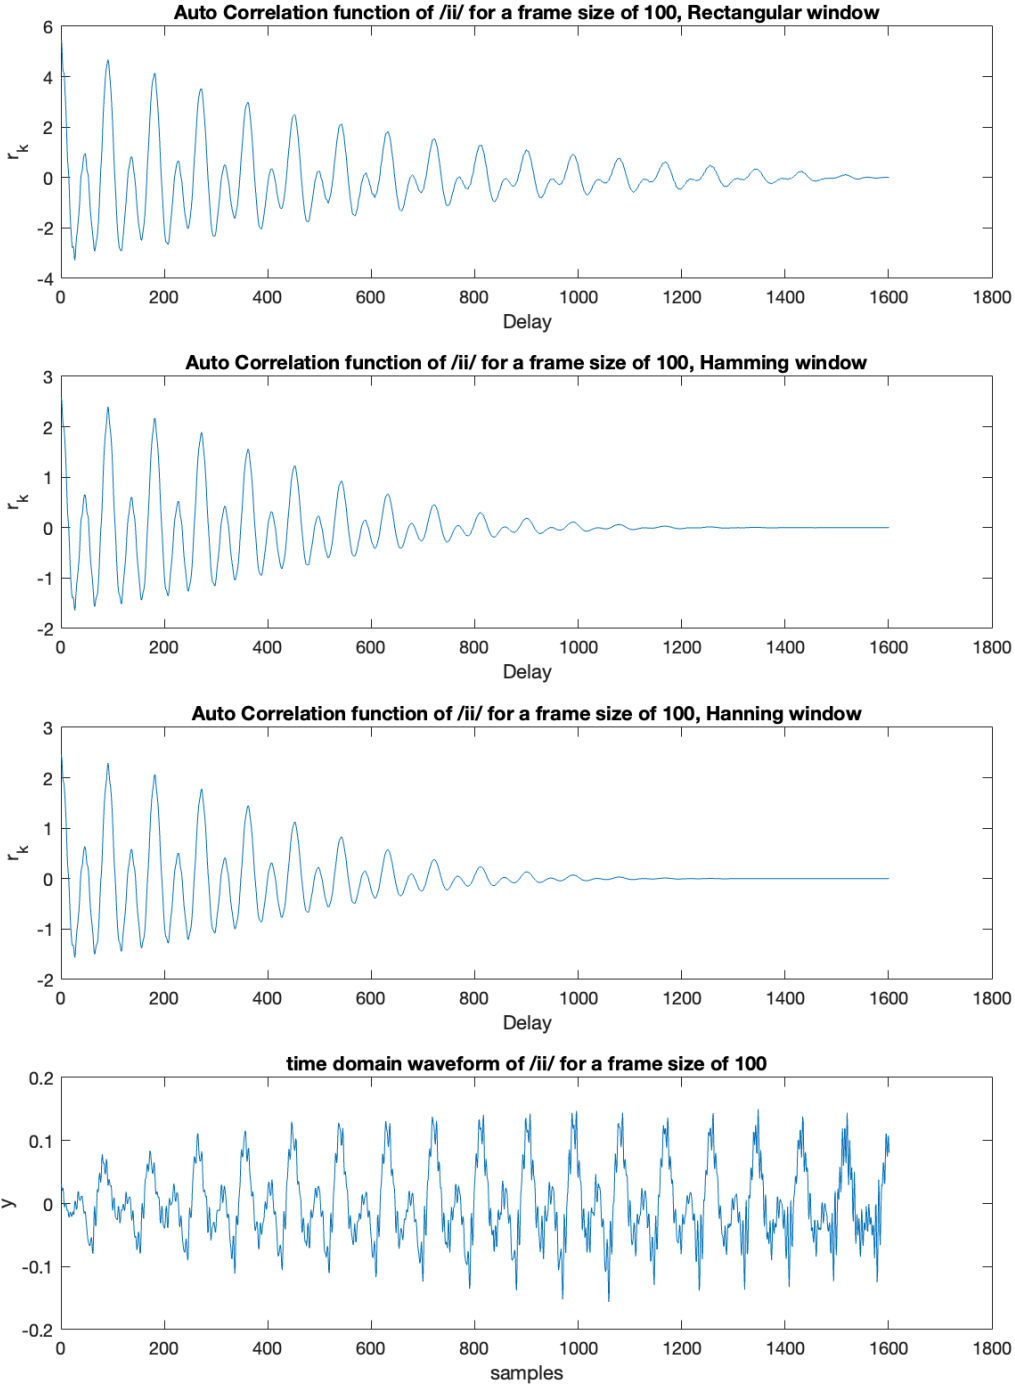 Auto Correlation function of /ii/ for a frame size of 100, Rectangular window
6
4
2
0
-2
-4
r_k
0 200 400 600 800 1000 1200 1400 1600 1800
Delay
Auto Correlation function of /ii/ for a frame size of 100, Hamming window
3
2
1
0
-1
-2
r_k
0 200 400 600 800 1000 1200 1400 1600 1800
Delay
Auto Correlation function of /ii/ for a frame size of 100, Hanning window
3
2
1
0
-1
-2
r_k
0 200 400 600 800 1000 1200 1400 1600 1800
Delay
time domain waveform of /ii/ for a frame size of 100
0.2
0.1
0
-0.1
-0.2
y
0 200 400 600 800 1000 1200 1400 1600 1800
samples